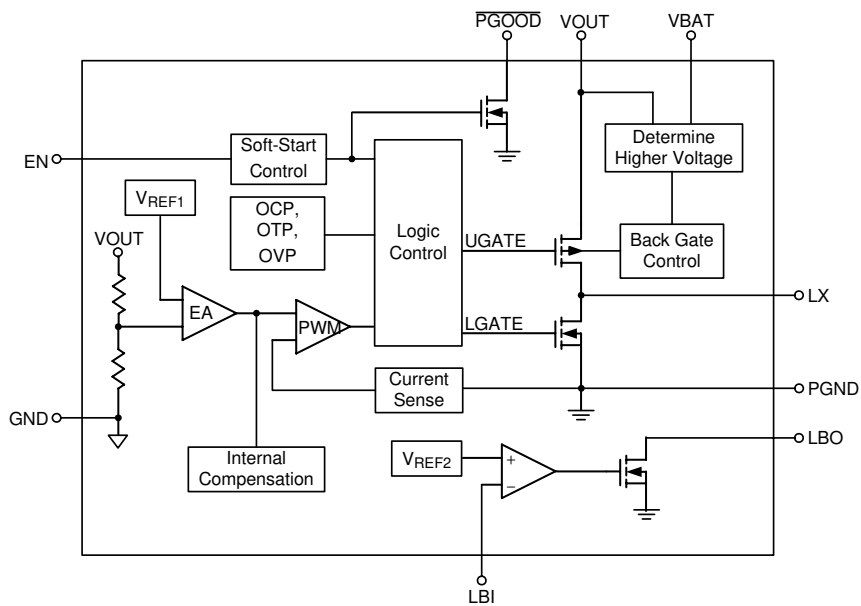 PGOOD VOUT VBAT
EN
Soft-Start
Control
Determine
Higher Voltage
VREF1
OCP,
OTP,
OVP
Logic
Control
VOUT
UGATE
Back Gate
Control
LX
EA
PWM
LGATE
Current
Sense
PGND
GND
Internal
Compensation
VREF2
+
−
LBO
LBI